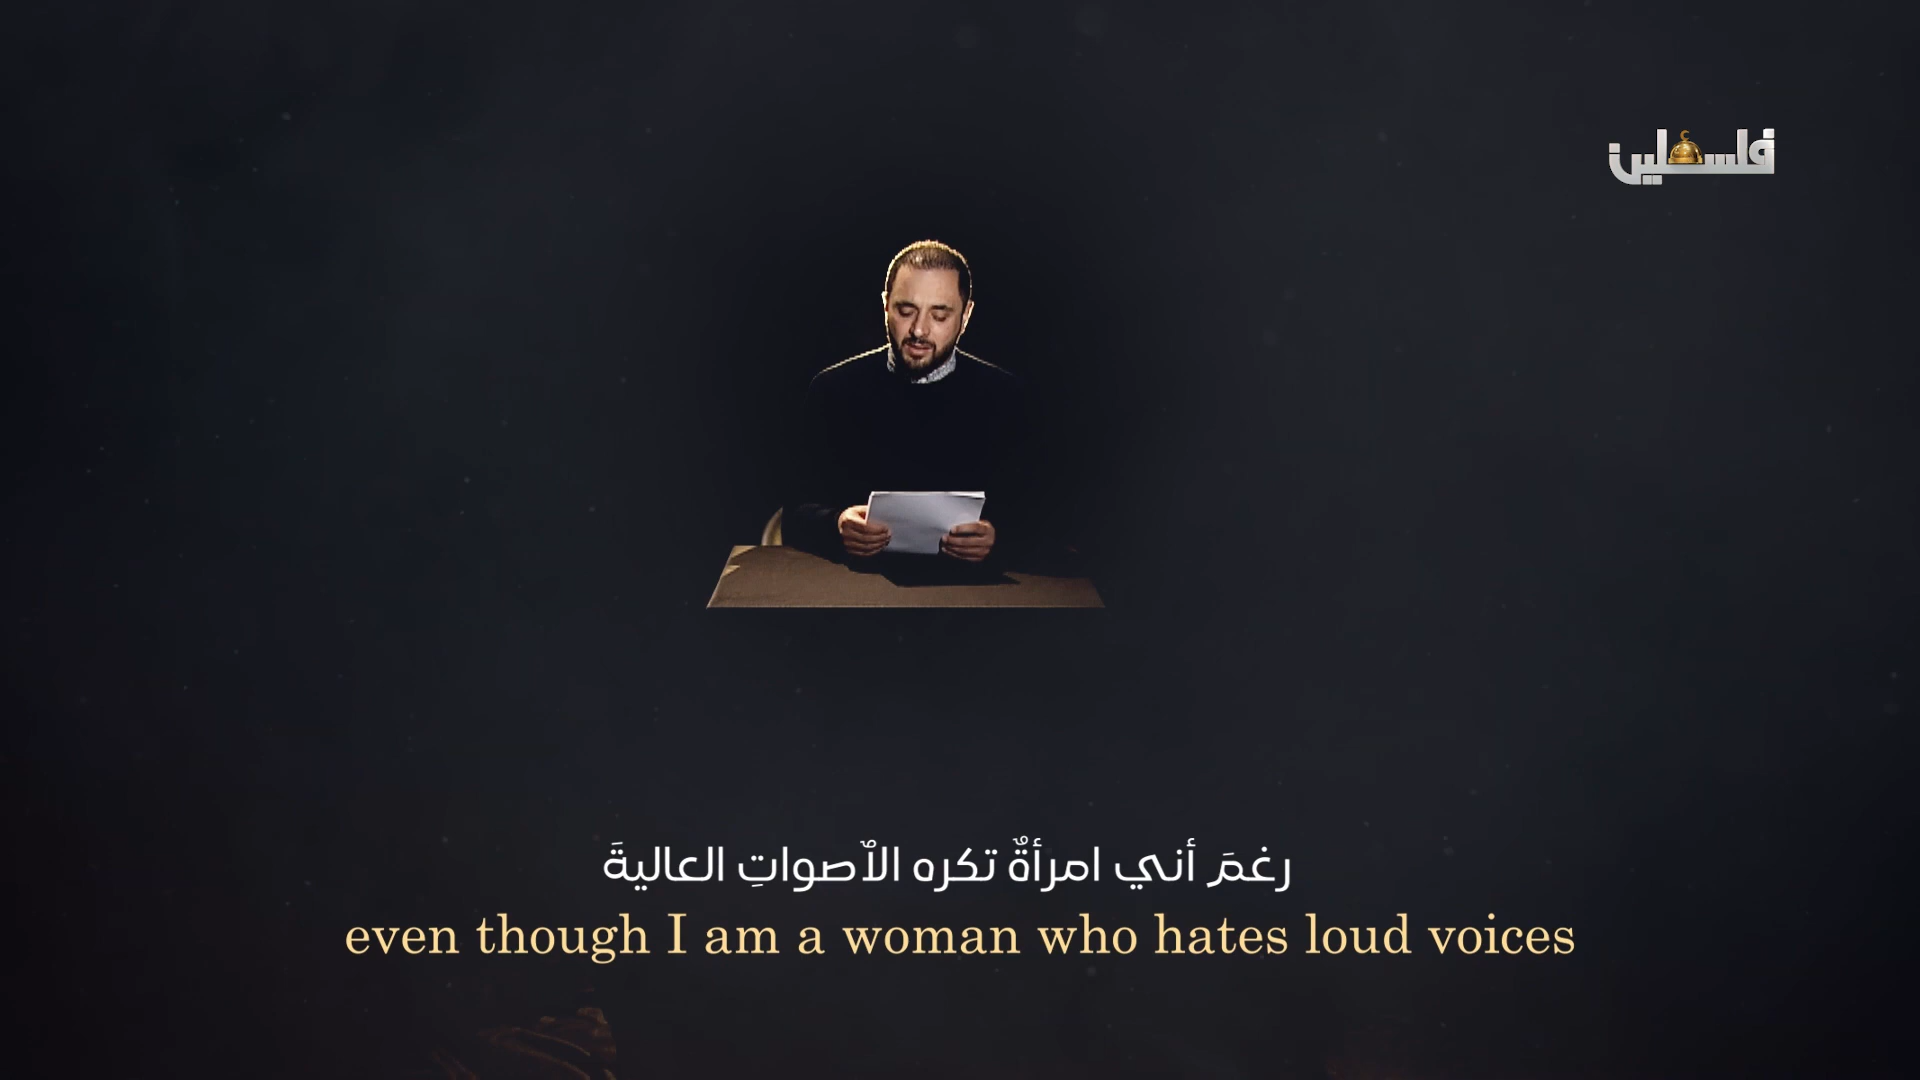 فلسطين
رغمَ أني امرأةٌ تكره الأصواتِ العاليةَ
even though I am a woman who hates loud voices